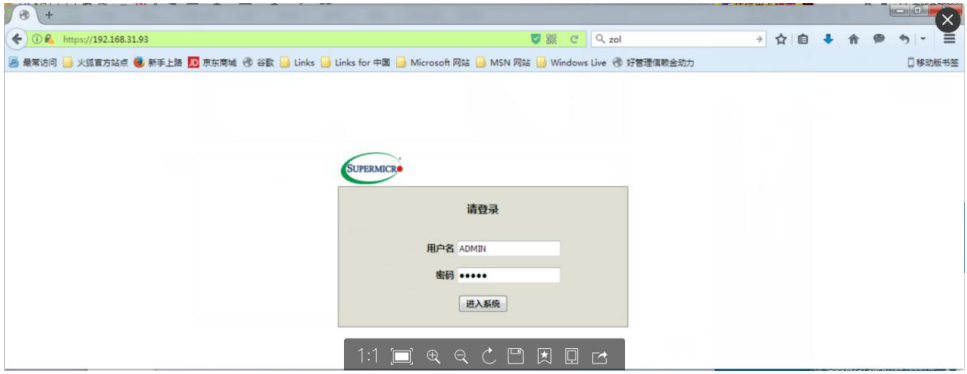 https://192.168.31.93
zol
最常访问 火狐官方站点 新手上路 JD 京东商城 谷歌 Links Links for 中国 Microsoft 网站 MSN 网站 Windows Live 好管理信赖金动力 移动版书签
SUPERMICRO
请登录
用户名 ADMIN
密码 •••••
进入系统
1:1